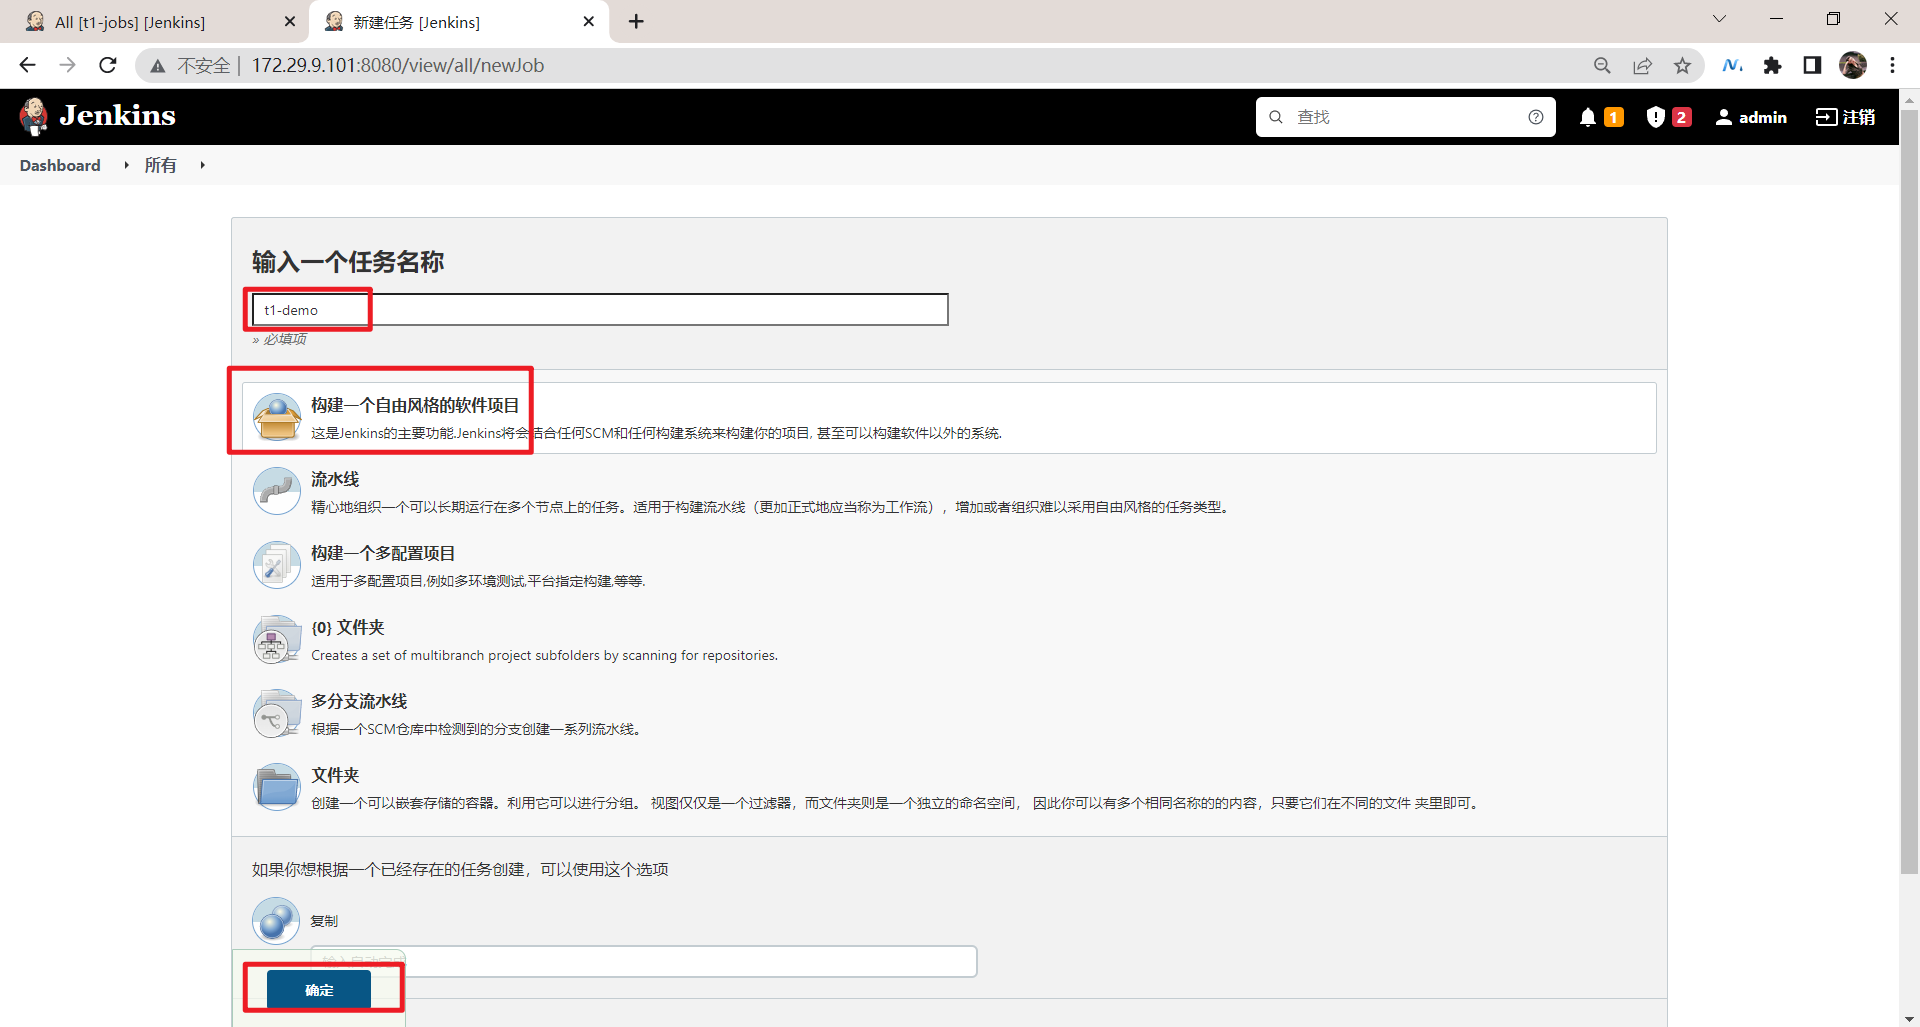 All [t1-jobs] [Jenkins]
新建任务 [Jenkins]
不安全
172.29.9.101:8080/view/all/newJob
Jenkins
查找
1
2
admin
注销
Dashboard
所有
输入一个任务名称
t1-demo
» 必填项
构建一个自由风格的软件项目
这是Jenkins的主要功能.Jenkins将会结合任何SCM和任何构建系统来构建你的项目, 甚至可以构建软件以外的系统.
流水线
精心地组织一个可以长期运行在多个节点上的任务。适用于构建流水线（更加正式地应当称为工作流），增加或者组织难以采用自由风格的任务类型。
构建一个多配置项目
适用于多配置项目,例如多环境测试,平台指定构建,等等.
{0} 文件夹
Creates a set of multibranch project subfolders by scanning for repositories.
多分支流水线
根据一个SCM仓库中检测到的分支创建一系列流水线。
文件夹
创建一个可以嵌套存储的容器。利用它可以进行分组。 视图仅仅是一个过滤器，而文件夹则是一个独立的命名空间， 因此你可以有多个相同名称的的内容，只要它们在不同的文件 夹里即可。
如果你想根据一个已经存在的任务创建，可以使用这个选项
复制
输入自动完成
确定